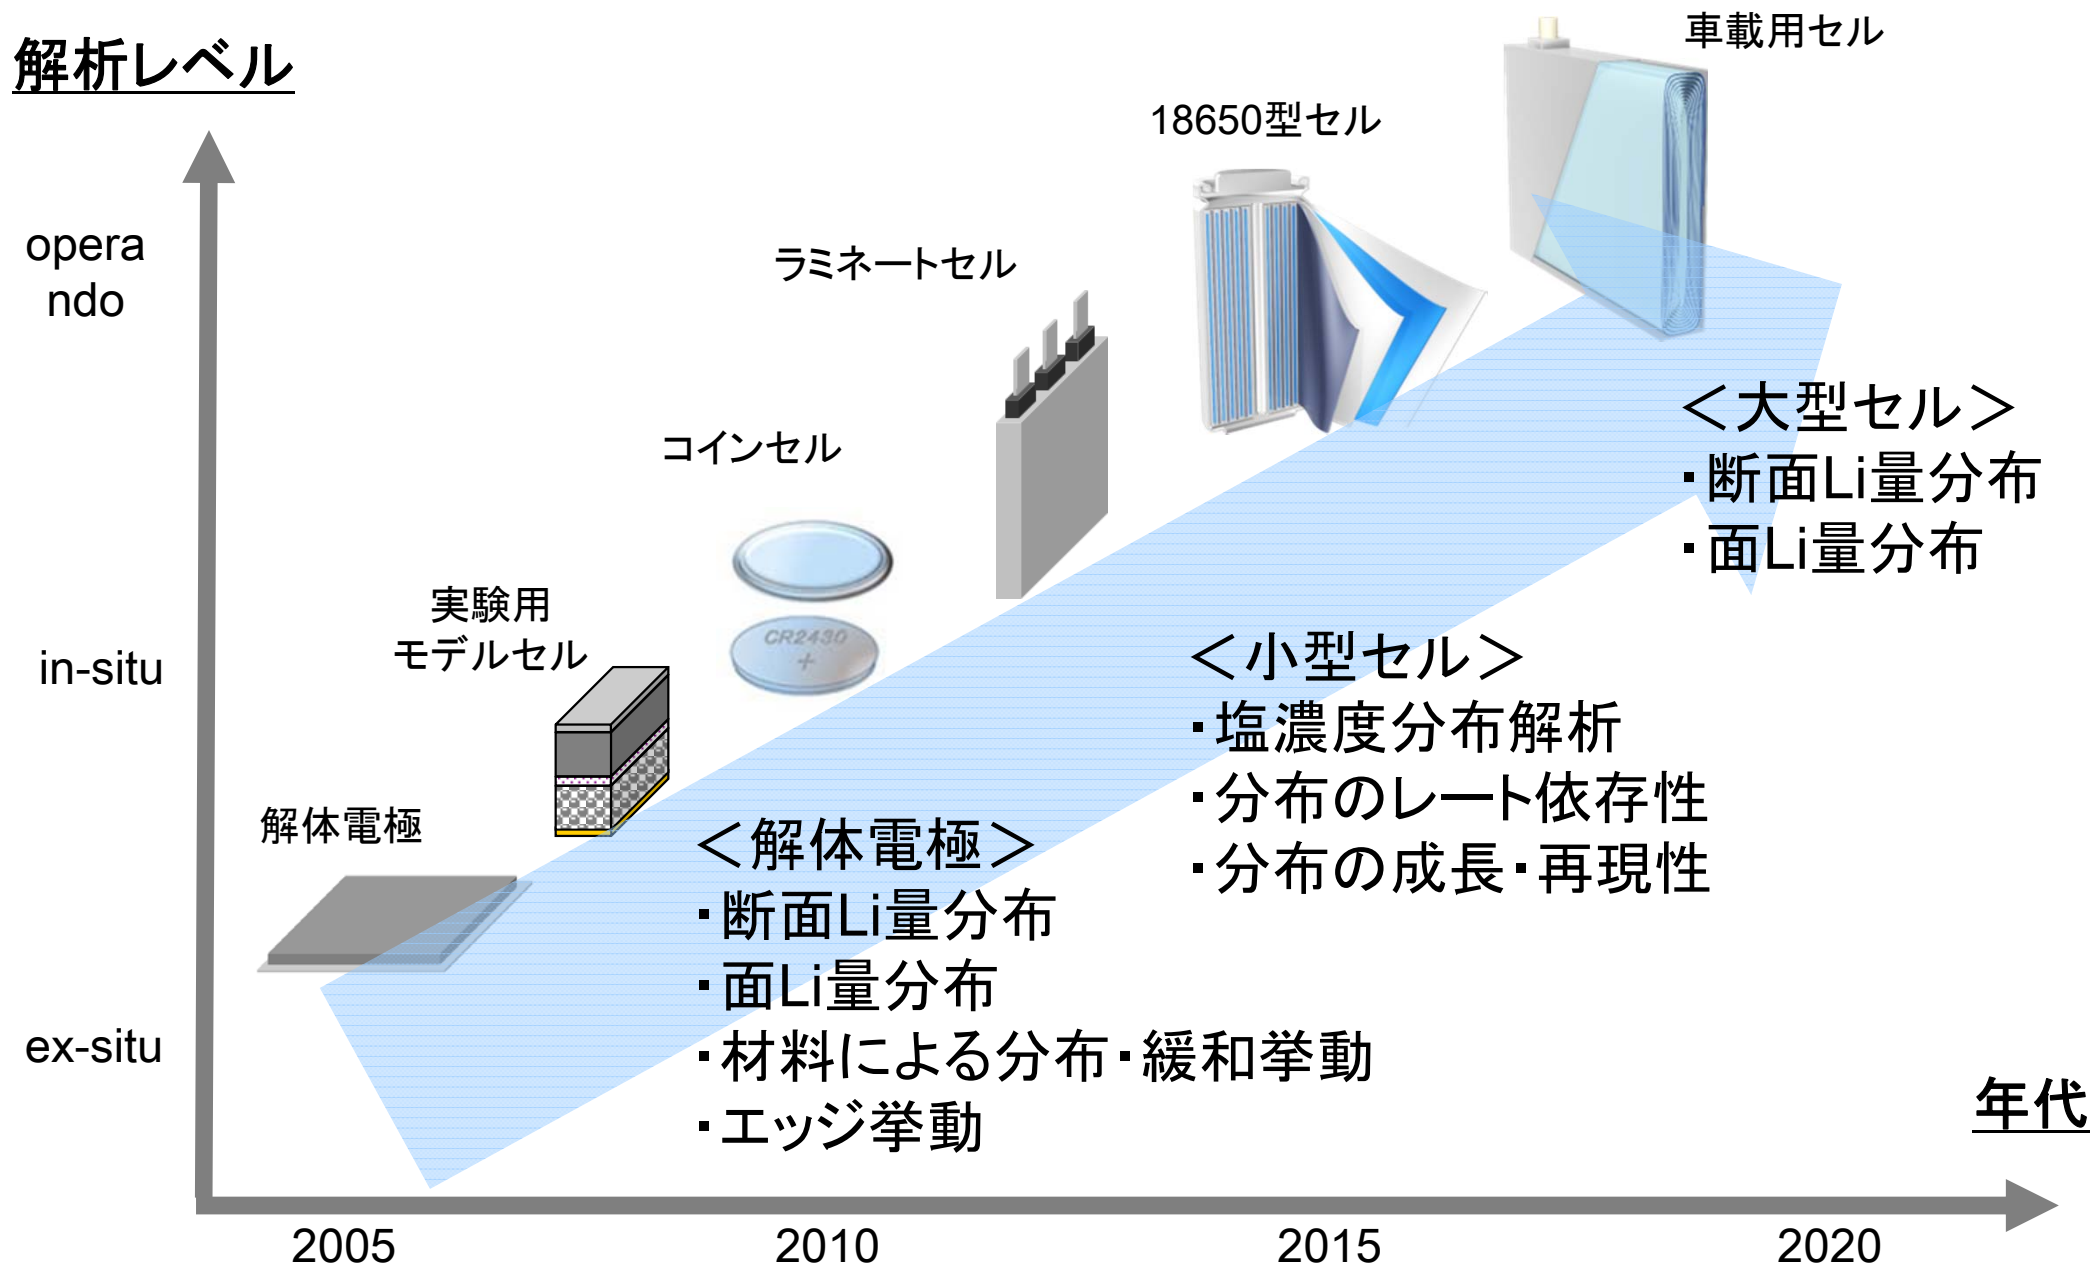 解析レベル
opera
ndo
in-situ
ex-situ
車載用セル
18650型セル
ラミネートセル
コインセル
CR2430
+
実験用
モデルセル
解体電極
＜大型セル＞
・断面Li量分布
・面Li量分布
＜小型セル＞
・塩濃度分布解析
・分布のレート依存性
・分布の成長・再現性
＜解体電極＞
・断面Li量分布
・面Li量分布
・材料による分布・緩和挙動
・エッジ挙動
年代
2005
2010
2015
2020